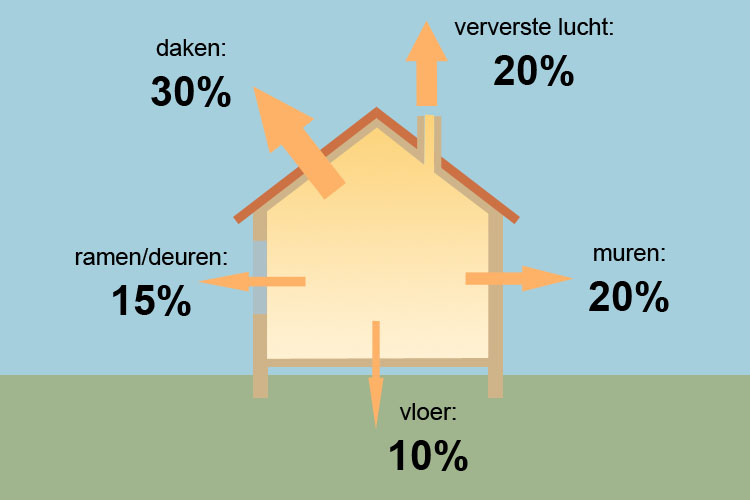 daken:
30%
ververste lucht:
20%
ramen/deuren:
15%
muren:
20%
vloer:
10%